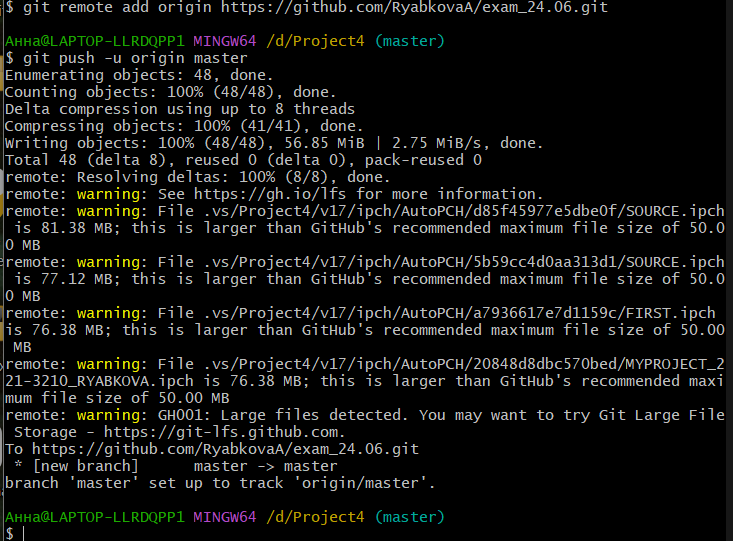 $ git remote add origin https://github.com/RyabkovaA/exam_24.06.git
Анна@LAPTOP-LLRDQPP1 MINGW64 /d/Project4 (master)
$ git push -u origin master
Enumerating objects: 48, done.
Counting objects: 100% (48/48), done.
Delta compression using up to 8 threads
Compressing objects: 100% (41/41), done.
Writing objects: 100% (48/48), 56.85 MiB | 2.75 MiB/s, done.
Total 48 (delta 8), reused 0 (delta 0), pack-reused 0
remote: Resolving deltas: 100% (8/8), done.
remote: warning: See https://gh.io/lfs for more information.
remote: warning: File .vs/Project4/v17/ipch/AutoPCH/d85f45977e5dbe0f/SOURCE.ipch
 is 81.38 MB; this is larger than GitHub's recommended maximum file size of 50.0
0 MB
remote: warning: File .vs/Project4/v17/ipch/AutoPCH/5b59cc4d0aa313d1/SOURCE.ipch
 is 77.12 MB; this is larger than GitHub's recommended maximum file size of 50.0
0 MB
remote: warning: File .vs/Project4/v17/ipch/AutoPCH/a7936617e7d1159c/FIRST.ipch
is 76.38 MB; this is larger than GitHub's recommended maximum file size of 50.00
 MB
remote: warning: File .vs/Project4/v17/ipch/AutoPCH/20848d8dbc570bed/MYPROJECT_2
21-3210_RYABKOVA.ipch is 76.38 MB; this is larger than GitHub's recommended maxi
mum file size of 50.00 MB
remote: warning: GH001: Large files detected. You may want to try Git Large File
 Storage - https://git-lfs.github.com.
To https://github.com/RyabkovaA/exam_24.06.git
 * [new branch]      master -> master
branch 'master' set up to track 'origin/master'.
Анна@LAPTOP-LLRDQPP1 MINGW64 /d/Project4 (master)
$